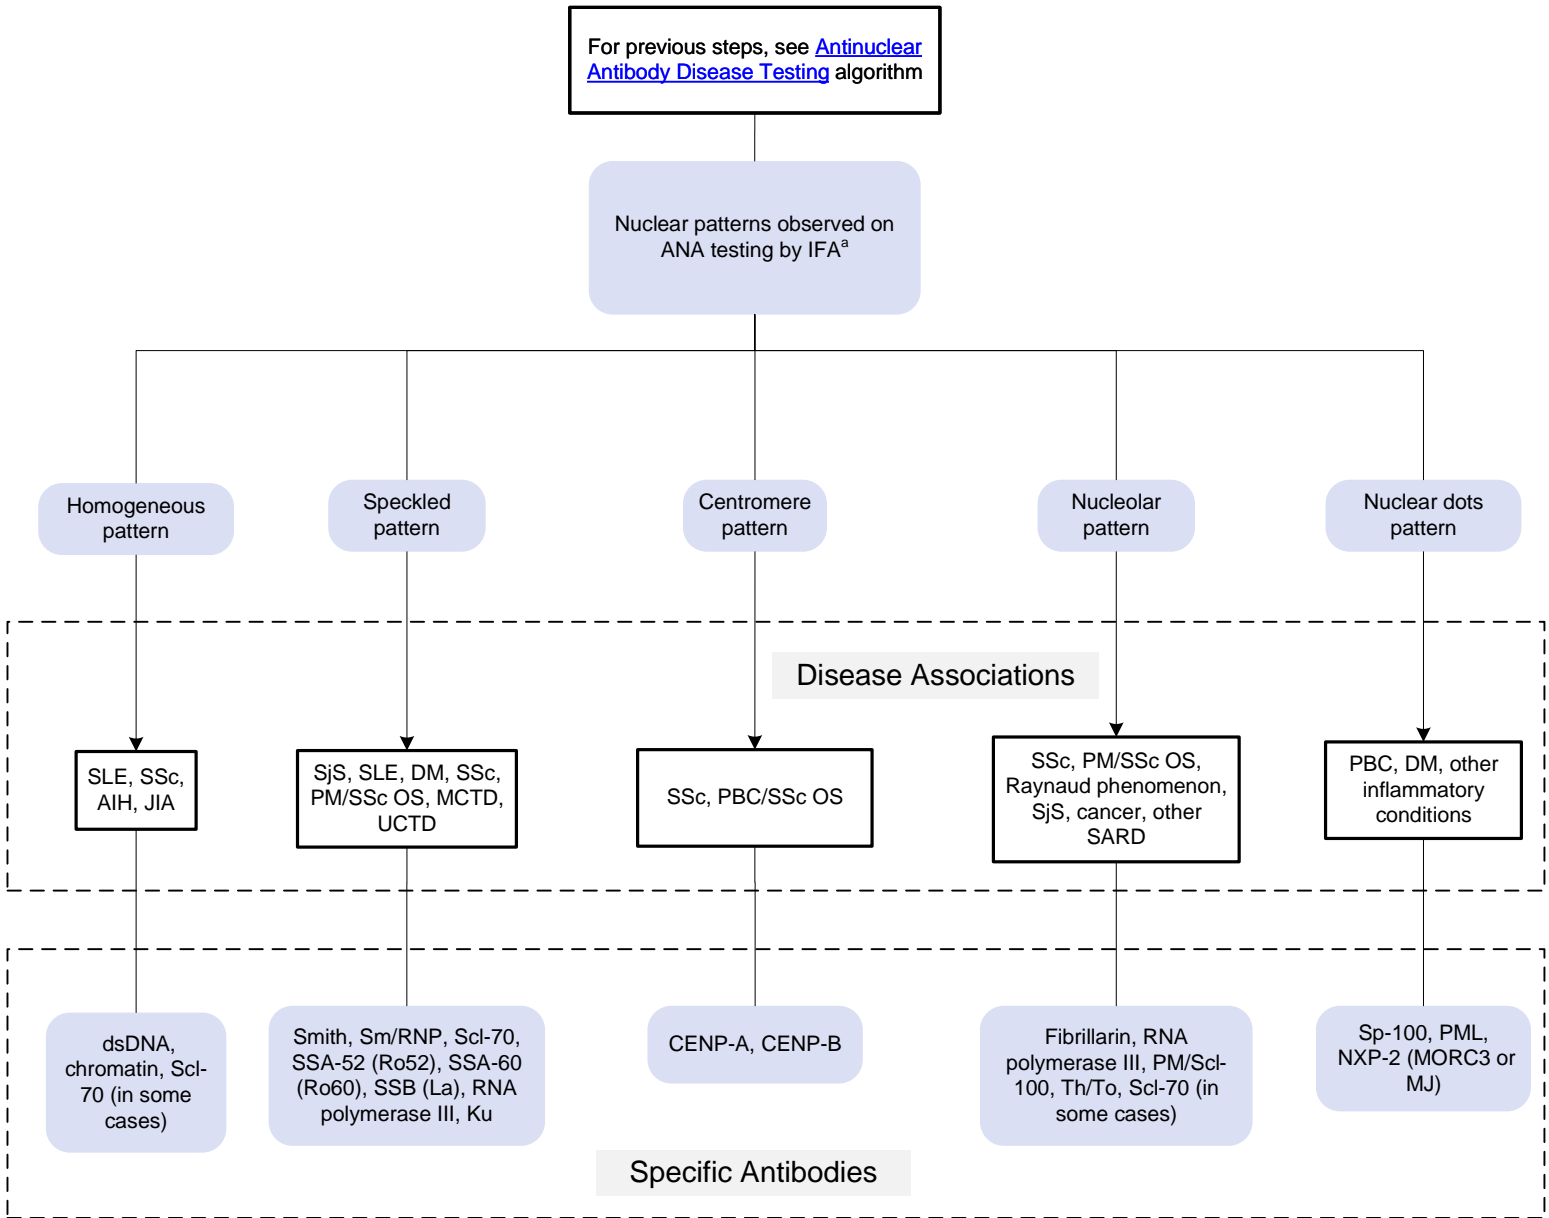 For previous steps, see Antinuclear
Antibody Disease Testing algorithm
Nuclear patterns observed on
ANA testing by IFAa
Homogeneous
pattern
Speckled
pattern
Centromere
pattern
Nucleolar
pattern
Nuclear dots
pattern
Disease Associations
SLE, SSc,
AIH, JIA
SjS, SLE, DM, SSc,
PM/SSc OS, MCTD,
UCTD
SSc, PBC/SSc OS
SSc, PM/SSc OS,
Raynaud phenomenon,
SjS, cancer, other
SARD
PBC, DM, other
inflammatory
conditions
dsDNA,
chromatin, Scl-
70 (in some
cases)
Smith, Sm/RNP, Scl-70,
SSA-52 (Ro52), SSA-60
(Ro60), SSB (La), RNA
polymerase III, Ku
CENP-A, CENP-B
Fibrillarin, RNA
polymerase III, PM/Scl-
100, Th/To, Scl-70 (in
some cases)
Sp-100, PML,
NXP-2 (MORC3 or
MJ)
Specific Antibodies